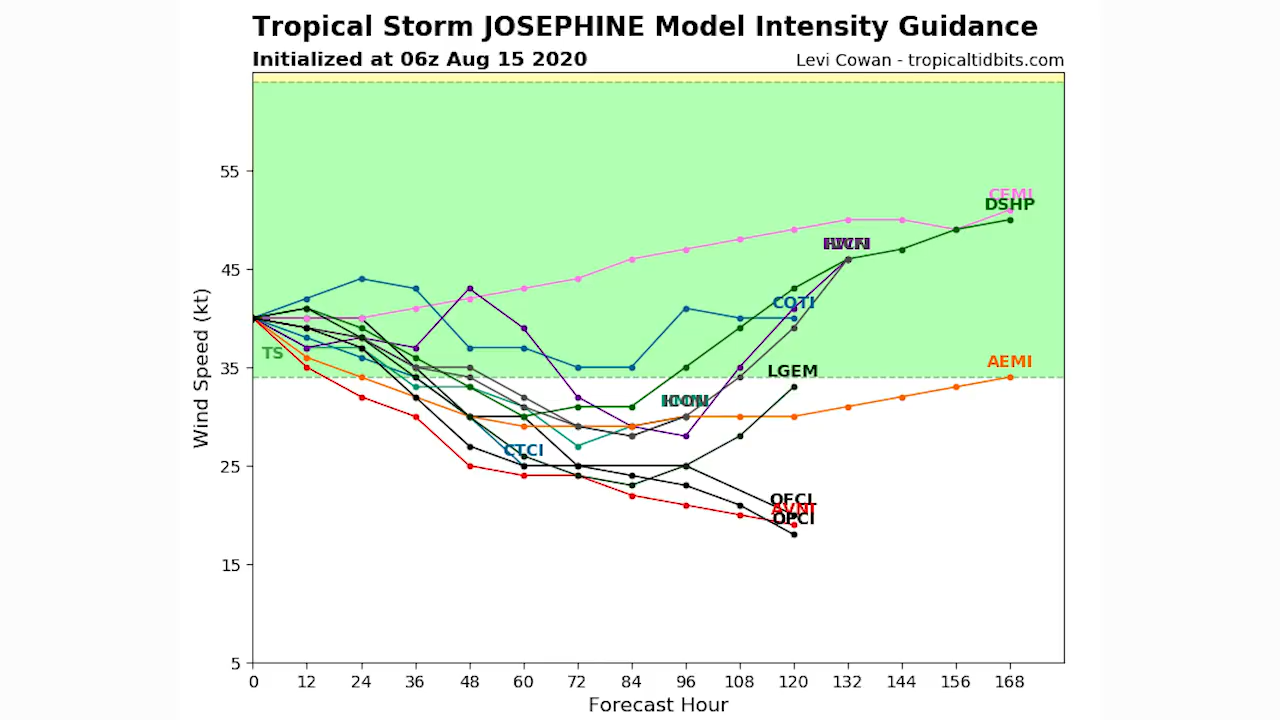 Tropical Storm JOSEPHINE Model Intensity Guidance
Initialized at 06z Aug 15 2020
Levi Cowan - tropicaltidbits.com
Wind Speed (kt)
55
45
35
25
15
5
TS
CEMI
DSHP
COTI
AEMI
LGEM
CTCI
OFCI
AVNI
0 12 24 36 48 60 72 84 96 108 120 132 144 156 168
Forecast Hour